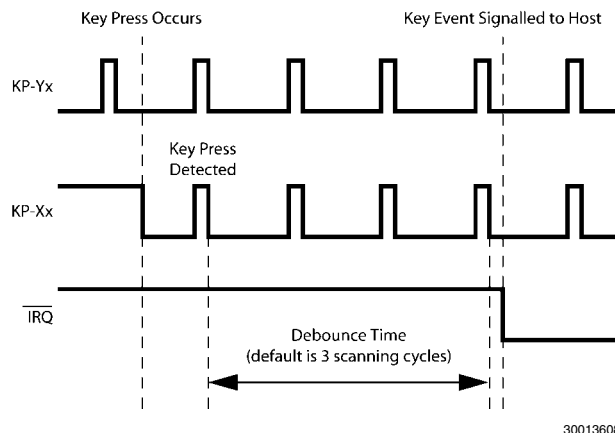 Key Press Occurs
Key Event Signalled to Host
KP-Yx
Key Press
Detected
KP-Xx
IRQ
Debounce Time
(default is 3 scanning cycles)
30013608